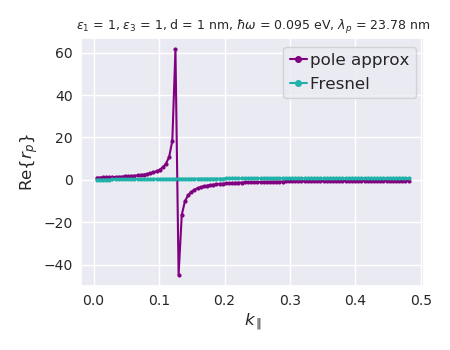 ε₁ = 1, ε₃ = 1, d = 1 nm, ℏω = 0.095 eV, λₚ = 23.78 nm
60
40
20
0
−20
−40
Re{rₚ}
pole approx
Fresnel
0.0 0.1 0.2 0.3 0.4 0.5
k∥